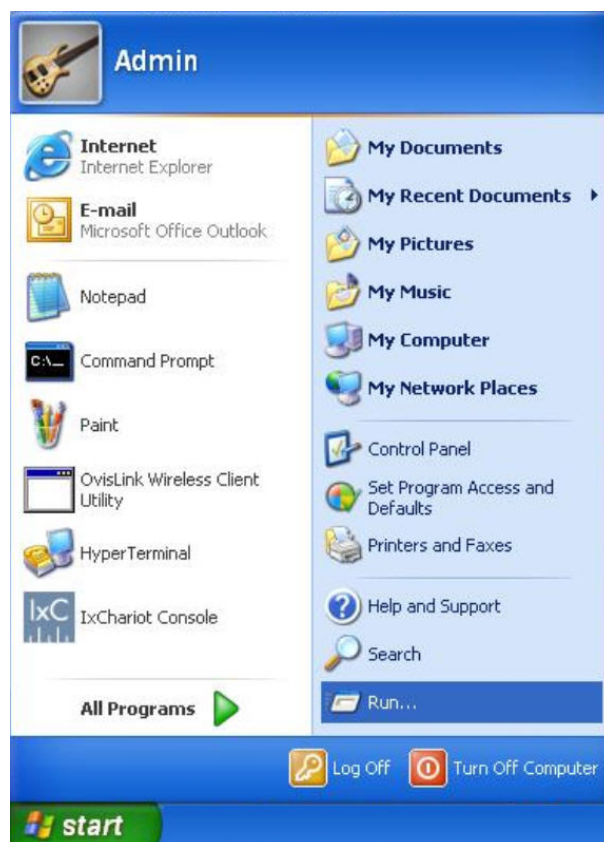 Admin
Internet
Internet Explorer
E-mail
Microsoft Office Outlook
Notepad
C:\_
Command Prompt
Paint
OvisLink Wireless Client
Utility
HyperTerminal
IxC
IxChariot Console
All Programs
My Documents
My Recent Documents
My Pictures
My Music
My Computer
My Network Places
Control Panel
Set Program Access and
Defaults
Printers and Faxes
Help and Support
Search
Run...
Log Off
Turn Off Computer
start